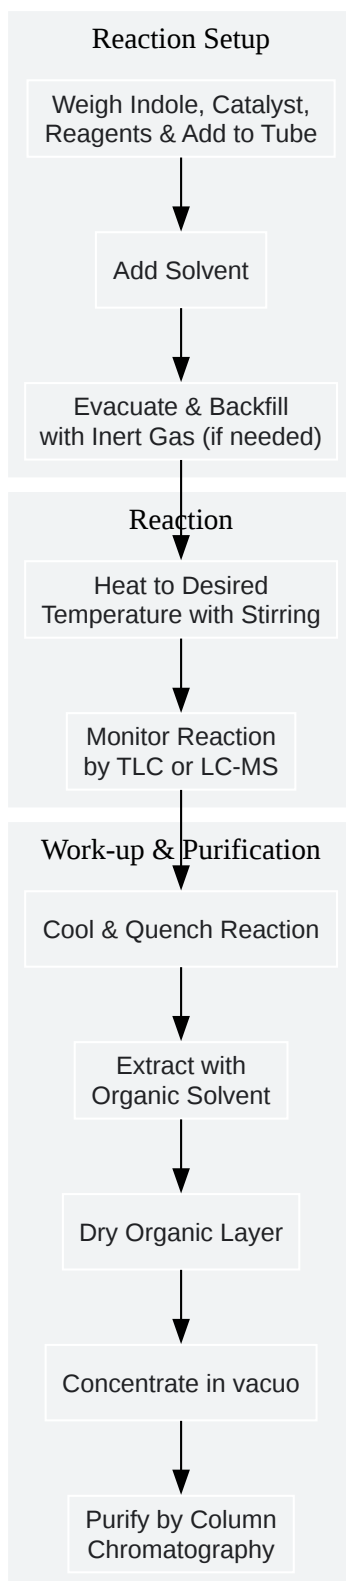 Reaction Setup
Weigh Indole, Catalyst,
Reagents & Add to Tube
Add Solvent
Evacuate & Backfill
with Inert Gas (if needed)
Reaction
Heat to Desired
Temperature with Stirring
Monitor Reaction
by TLC or LC-MS
Work-up & Purification
Cool & Quench Reaction
Extract with
Organic Solvent
Dry Organic Layer
Concentrate in vacuo
Purify by Column
Chromatography